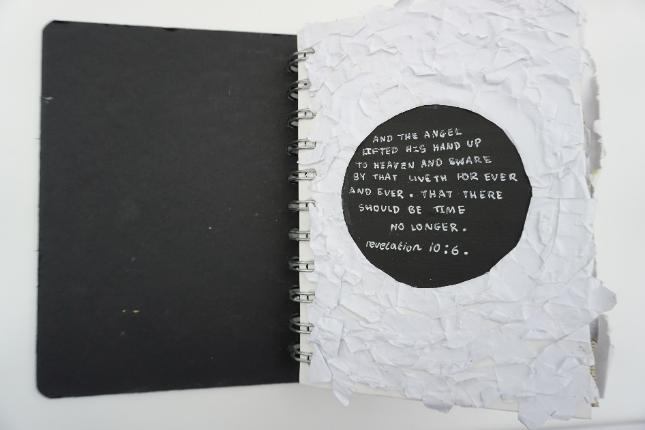 AND THE ANGEL
LIFTED HIS HAND UP
TO HEAVEN AND SWARE
BY THAT LIVETH FOR EVER
AND EVER. THAT THERE
SHOULD BE TIME
NO LONGER.
revelation 10:6.